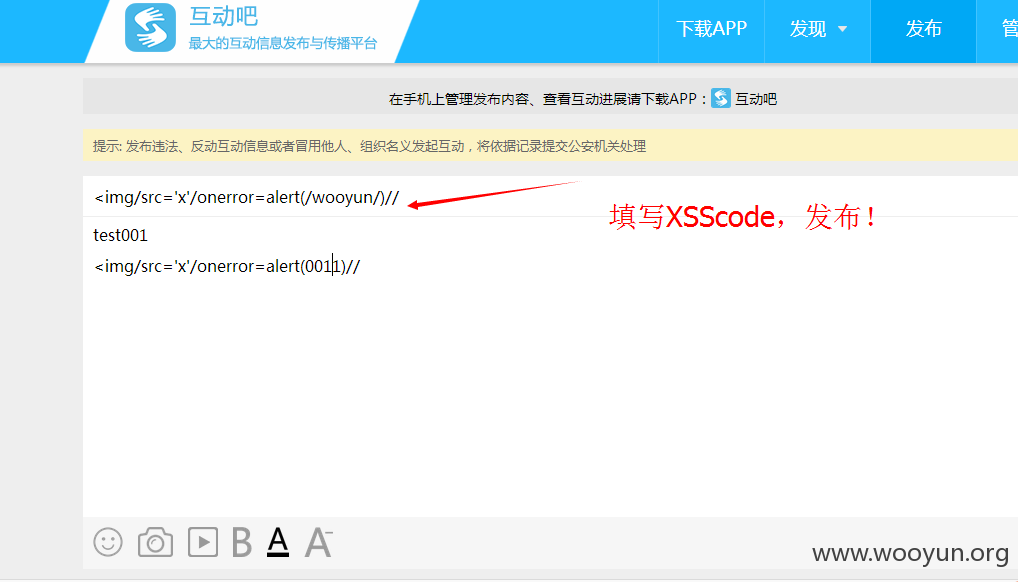 互动吧
最大的互动信息发布与传播平台
下载APP 发现 发布 管
在手机上管理发布内容、查看互动进展请下载APP：互动吧
提示: 发布违法、反动互动信息或者冒用他人、组织名义发起互动，将依据记录提交公安机关处理
<img/src='x'/onerror=alert(/wooyun/)//
填写XSScode，发布！
test001
<img/src='x'/onerror=alert(0011)//
B A A-
www.wooyun.org